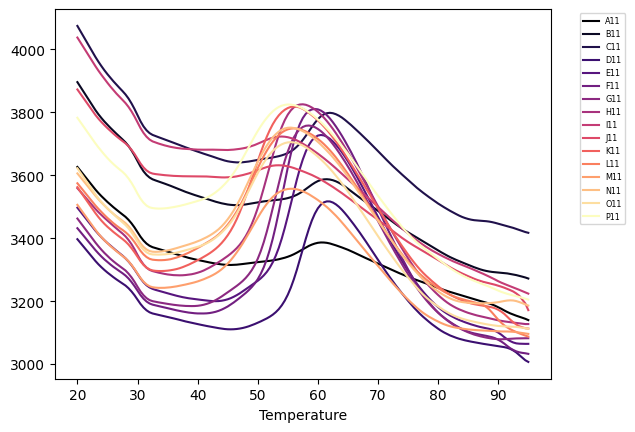 4000
3800
3600
3400
3200
3000
20 30 40 50 60 70 80 90
Temperature
A11
B11
C11
D11
E11
F11
G11
H11
I11
J11
K11
L11
M11
N11
O11
P11